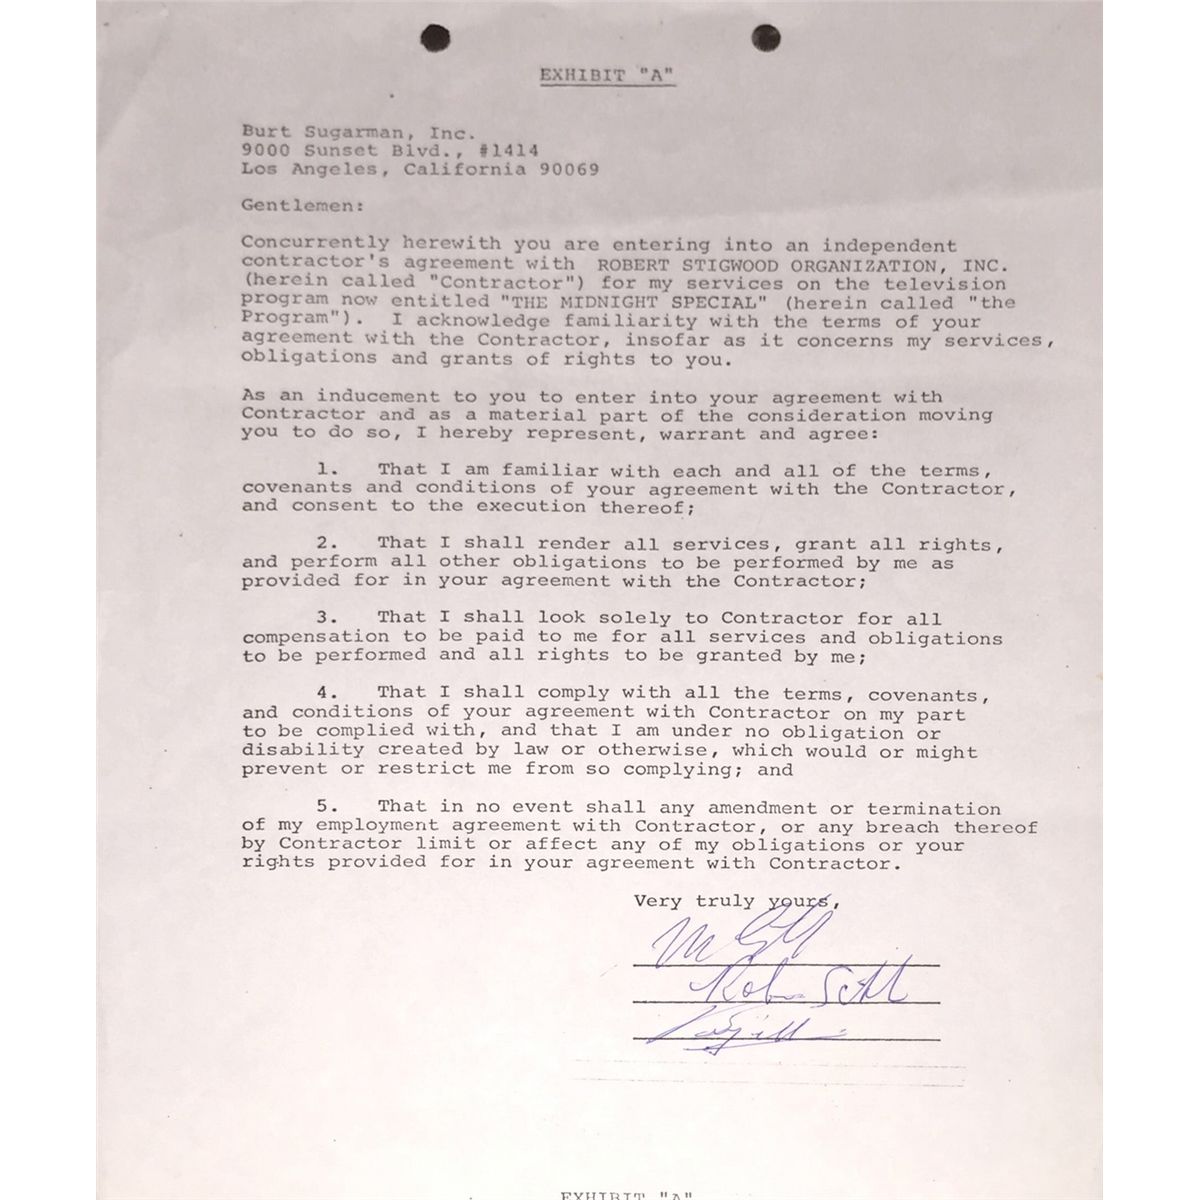 EXHIBIT "A"
Burt Sugarman, Inc.
9000 Sunset Blvd., #1414
Los Angeles, California 90069
Gentlemen:
Concurrently herewith you are entering into an independent
contractor's agreement with ROBERT STIGWOOD ORGANIZATION, INC.
(herein called "Contractor") for my services on the television
program now entitled "THE MIDNIGHT SPECIAL" (herein called "the
Program"). I acknowledge familiarity with the terms of your
agreement with the Contractor, insofar as it concerns my services,
obligations and grants of rights to you.
As an inducement to you to enter into your agreement with
Contractor and as a material part of the consideration moving
you to do so, I hereby represent, warrant and agree:
1. That I am familiar with each and all of the terms,
covenants and conditions of your agreement with the Contractor,
and consent to the execution thereof;
2. That I shall render all services, grant all rights,
and perform all other obligations to be performed by me as
provided for in your agreement with the Contractor;
3. That I shall look solely to Contractor for all
compensation to be paid to me for all services and obligations
to be performed and all rights to be granted by me;
4. That I shall comply with all the terms, covenants,
and conditions of your agreement with Contractor on my part
to be complied with, and that I am under no obligation or
disability created by law or otherwise, which would or might
prevent or restrict me from so complying; and
5. That in no event shall any amendment or termination
of my employment agreement with Contractor, or any breach thereof
by Contractor limit or affect any of my obligations or your
rights provided for in your agreement with Contractor.
Very truly yours,
EXHIBIT "A"